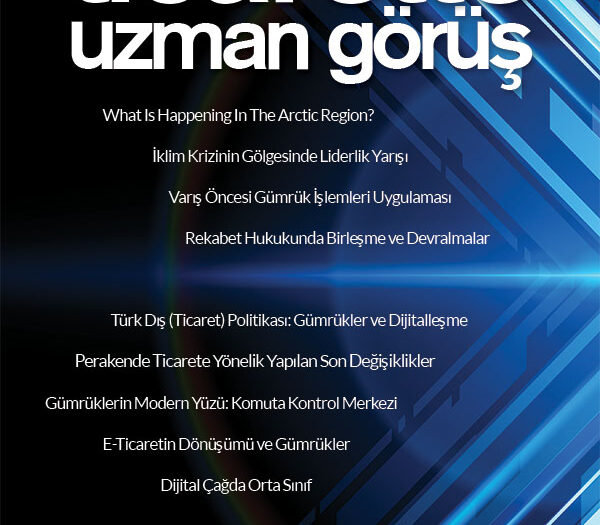 uzman görüş
What Is Happening In The Arctic Region?
İklim Krizinin Gölgesinde Liderlik Yarışı
Varış Öncesi Gümrük İşlemleri Uygulaması
Rekabet Hukukunda Birleşme ve Devralmalar
Türk Dış (Ticaret) Politikası: Gümrükler ve Dijitalleşme
Perakende Ticarete Yönelik Yapılan Son Değişiklikler
Gümrüklerin Modern Yüzü: Komuta Kontrol Merkezi
E-Ticaretin Dönüşümü ve Gümrükler
Dijital Çağda Orta Sınıf